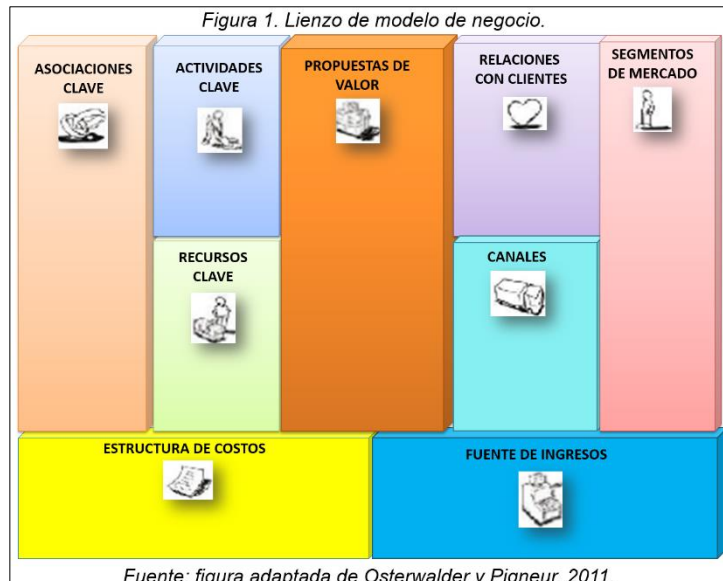 Figura 1. Lienzo de modelo de negocio.
ASOCIACIONES
CLAVE
ACTIVIDADES
CLAVE
PROPUESTAS DE
VALOR
RELACIONES
CON CLIENTES
SEGMENTOS
DE MERCADO
RECURSOS
CLAVE
CANALES
ESTRUCTURA DE COSTOS
FUENTE DE INGRESOS
Fuente: figura adaptada de Osterwalder y Pigneur, 2011